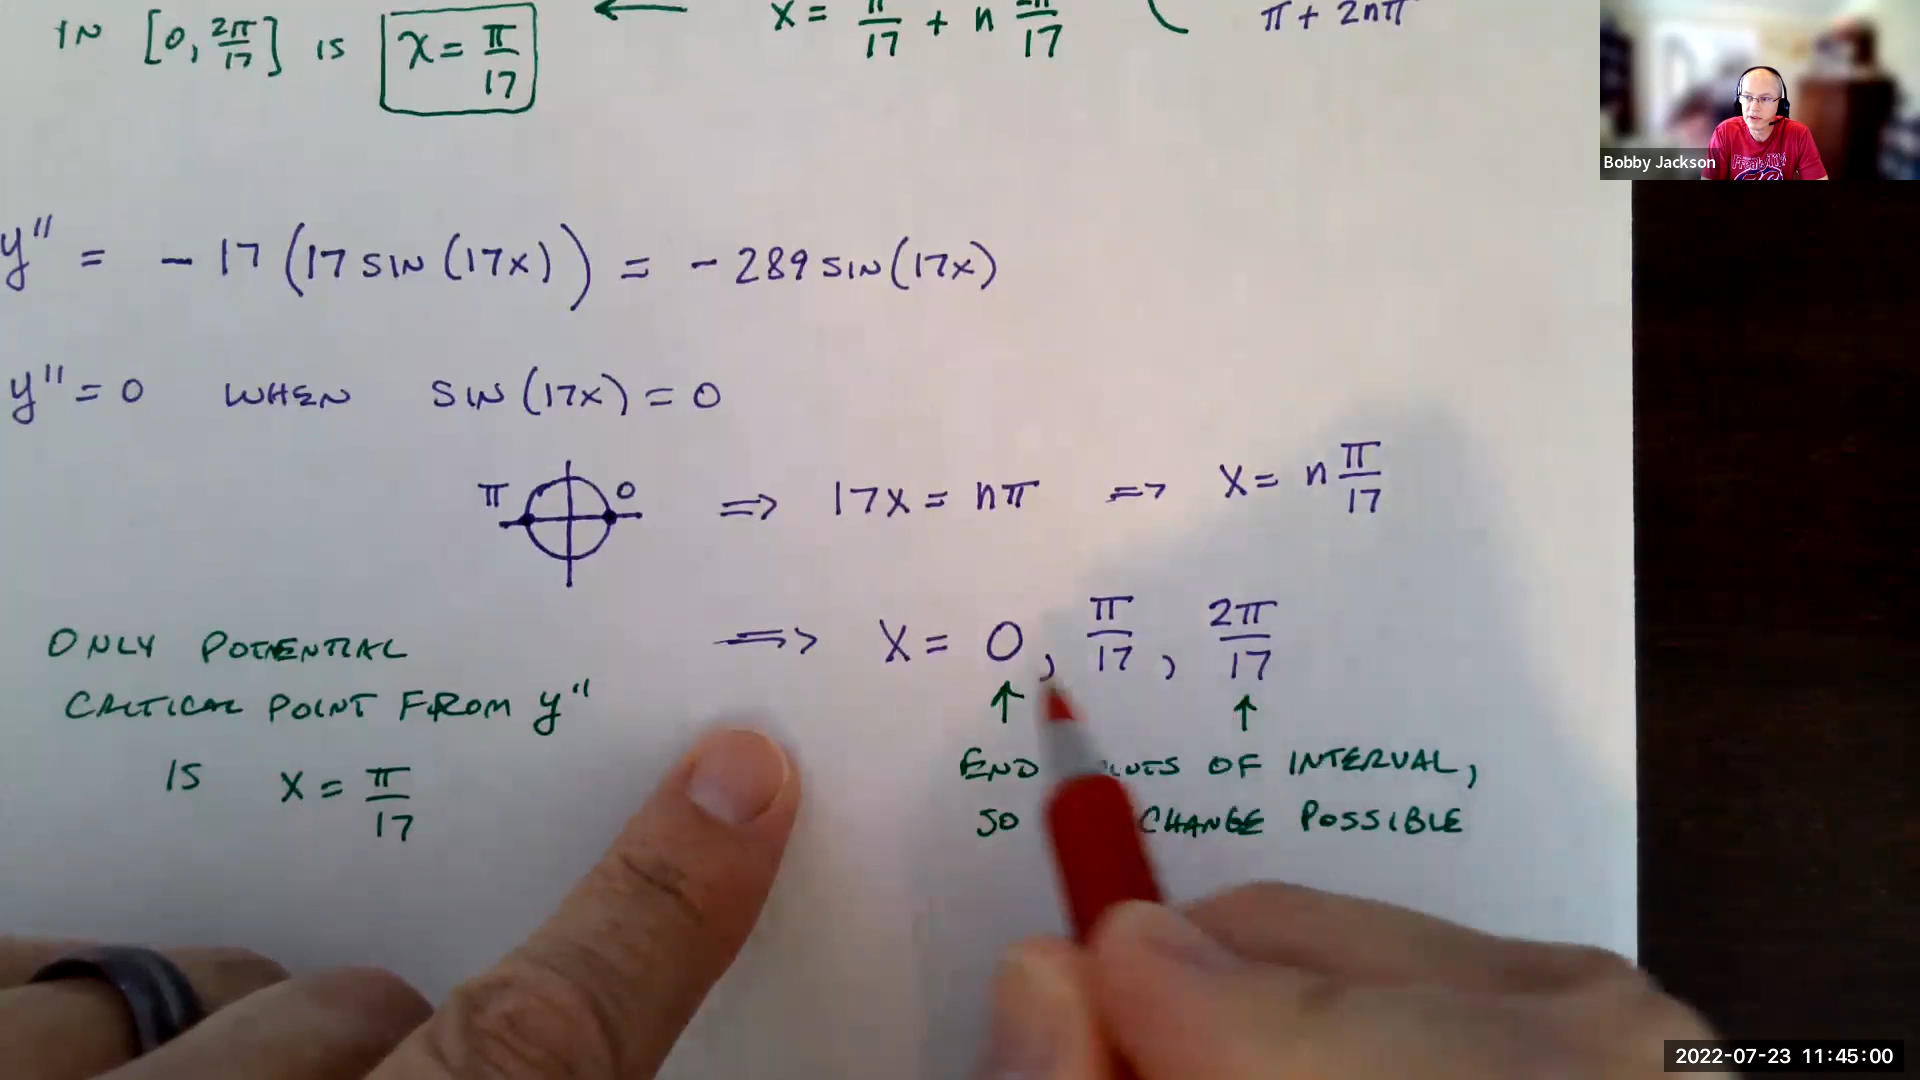 IN [0, 2π/17] IS x = π/17 ← x = π/17 + n 2π/17 π + 2nπ
Bobby Jackson
y'' = - 17 (17 SIN (17x)) = - 289 SIN (17x)
y'' = 0 WHEN SIN (17x) = 0
π 0 => 17x = nπ => x = n π/17
=> x = 0, π/17, 2π/17
ONLY POTENTIAL
CRITICAL POINT FROM y''
IS x = π/17
↑ ↑
END OF INTERVAL,
SO CHANGE POSSIBLE
2022-07-23 11:45:00